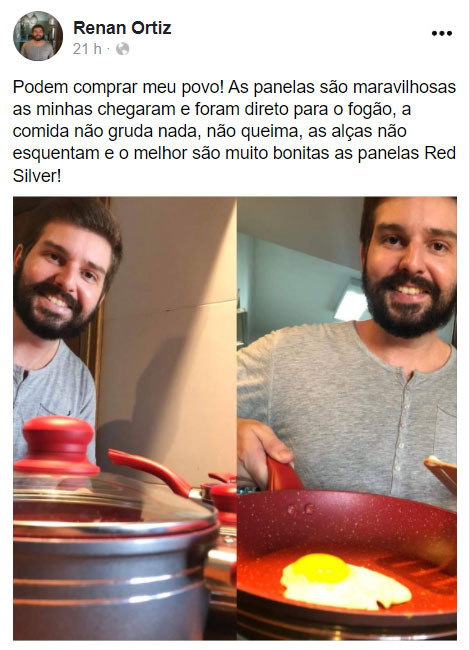 Renan Ortiz
21 h ·
Podem comprar meu povo! As panelas são maravilhosas
as minhas chegaram e foram direto para o fogão, a
comida não gruda nada, não queima, as alças não
esquentam e o melhor são muito bonitas as panelas Red
Silver!